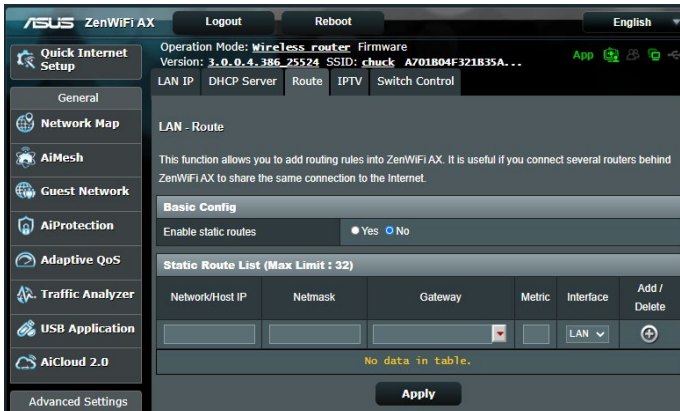 ASUS ZenWiFi AX Logout Reboot English
Quick Internet Setup
Operation Mode: Wireless router Firmware
Version: 3.0.0.4.386_25524 SSID: chuck A701B04F321B35A...
App
LAN IP DHCP Server Route IPTV Switch Control
General
Network Map
AiMesh
Guest Network
AiProtection
Adaptive QoS
Traffic Analyzer
USB Application
AiCloud 2.0
Advanced Settings
LAN - Route
This function allows you to add routing rules into ZenWiFi AX. It is useful if you connect several routers behind
ZenWiFi AX to share the same connection to the Internet.
Basic Config
Enable static routes Yes No
Static Route List (Max Limit : 32)
Network/Host IP Netmask Gateway Metric Interface Add / Delete
LAN
No data in table.
Apply